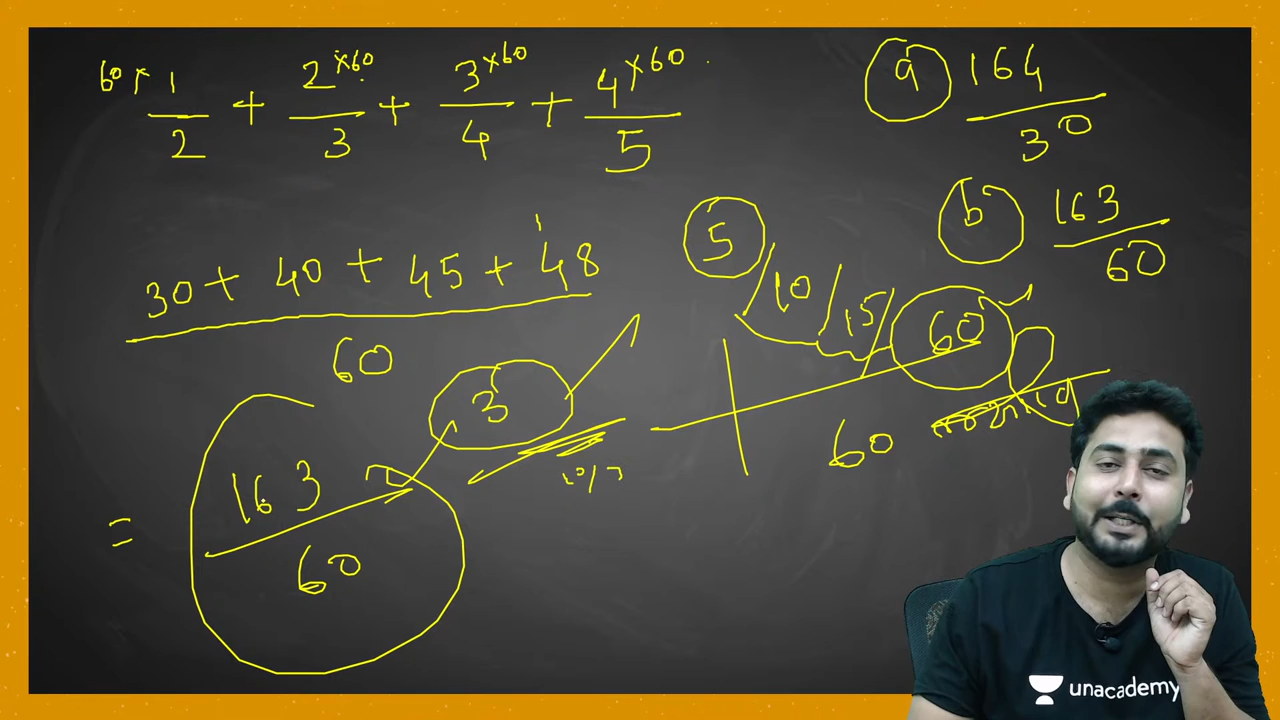 60 × 1/2 + 2 × 60/3 + 3 × 60/4 + 4 × 60/5
a 164/30
b 163/60
30 + 40 + 45 + 48
60
5/10/15/60
60
3
= 163/60
unacademy